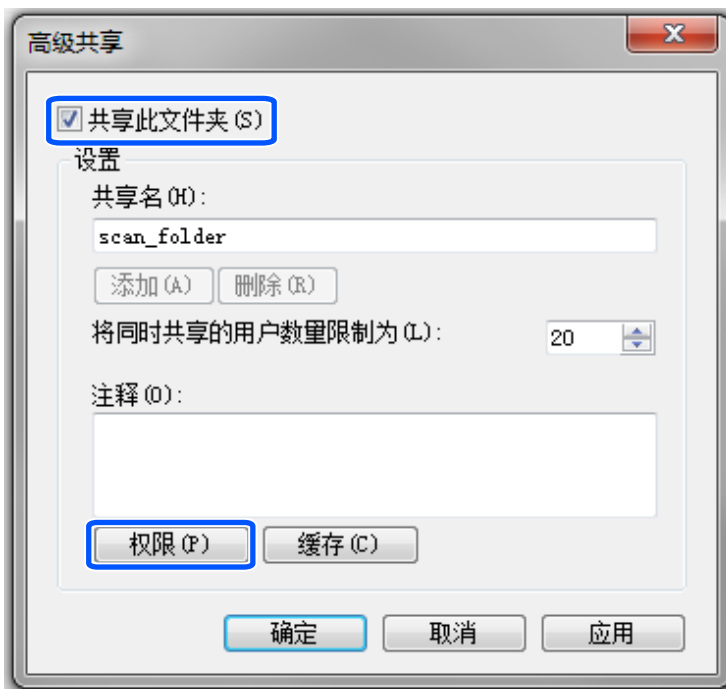 高级共享
共享此文件夹(S)
设置
共享名(H):
scan_folder
添加(A) 删除(R)
将同时共享的用户数量限制为(L): 20
注释(O):
权限(P) 缓存(C)
确定 取消 应用